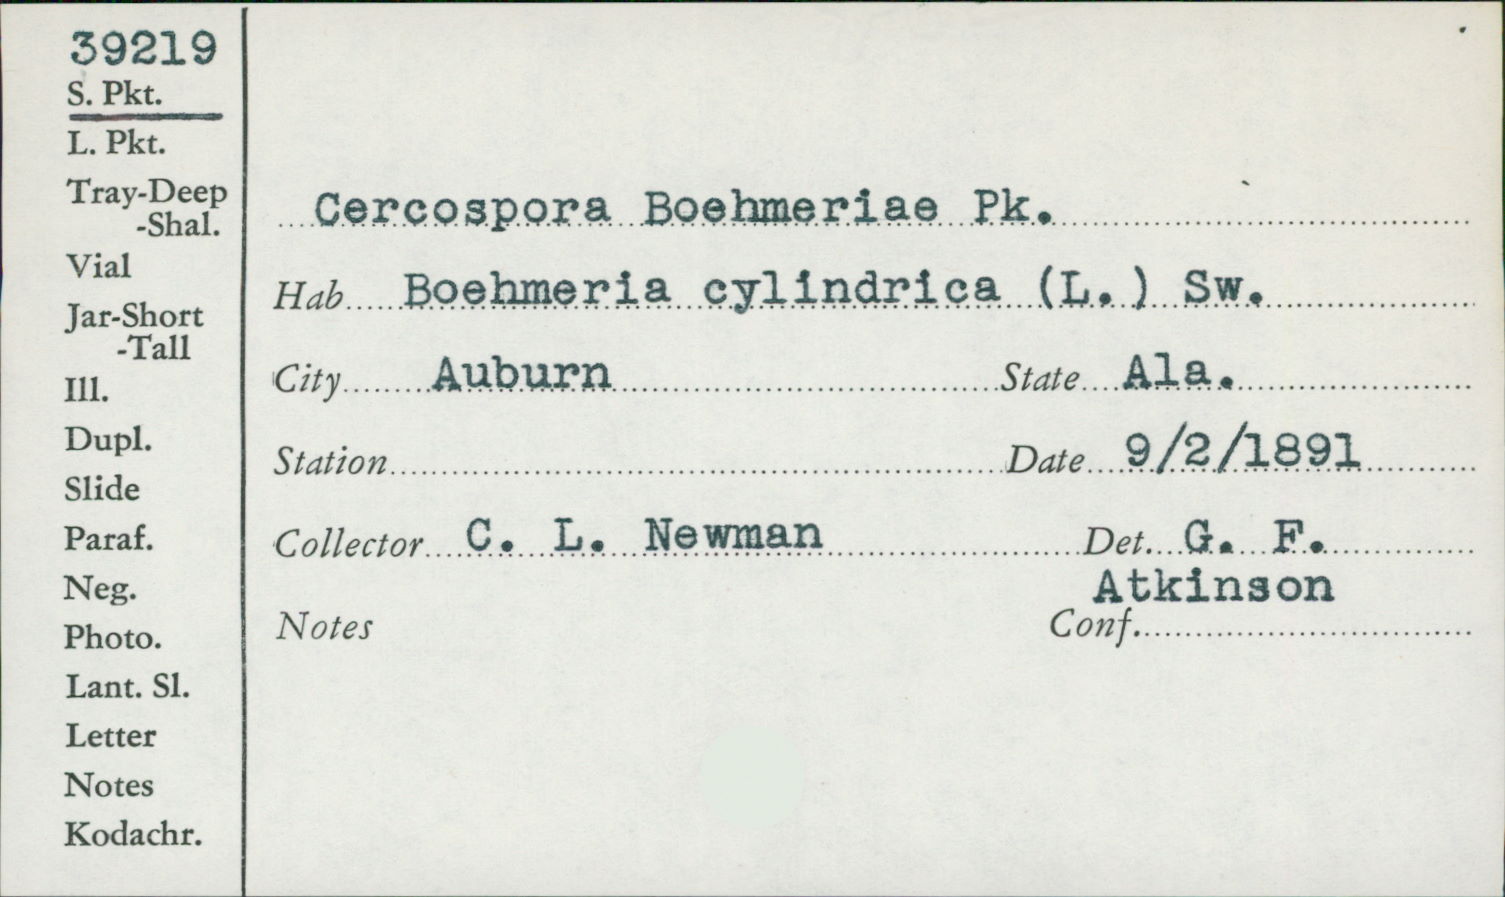 39219
S. Pkt.
L. Pkt.
Tray-Deep
-Shal.
Vial
Jar-Short
-Tall
Ill.
Dupl.
Slide
Paraf.
Neg.
Photo.
Lant. Sl.
Letter
Notes
Kodachr.
Cercospora Boehmeriae Pk.
Hab Boehmeria cylindrica (L.) Sw.
City Auburn State Ala.
Station Date 9/2/1891
Collector C. L. Newman Det. G. F.
Atkinson
Notes Conf.